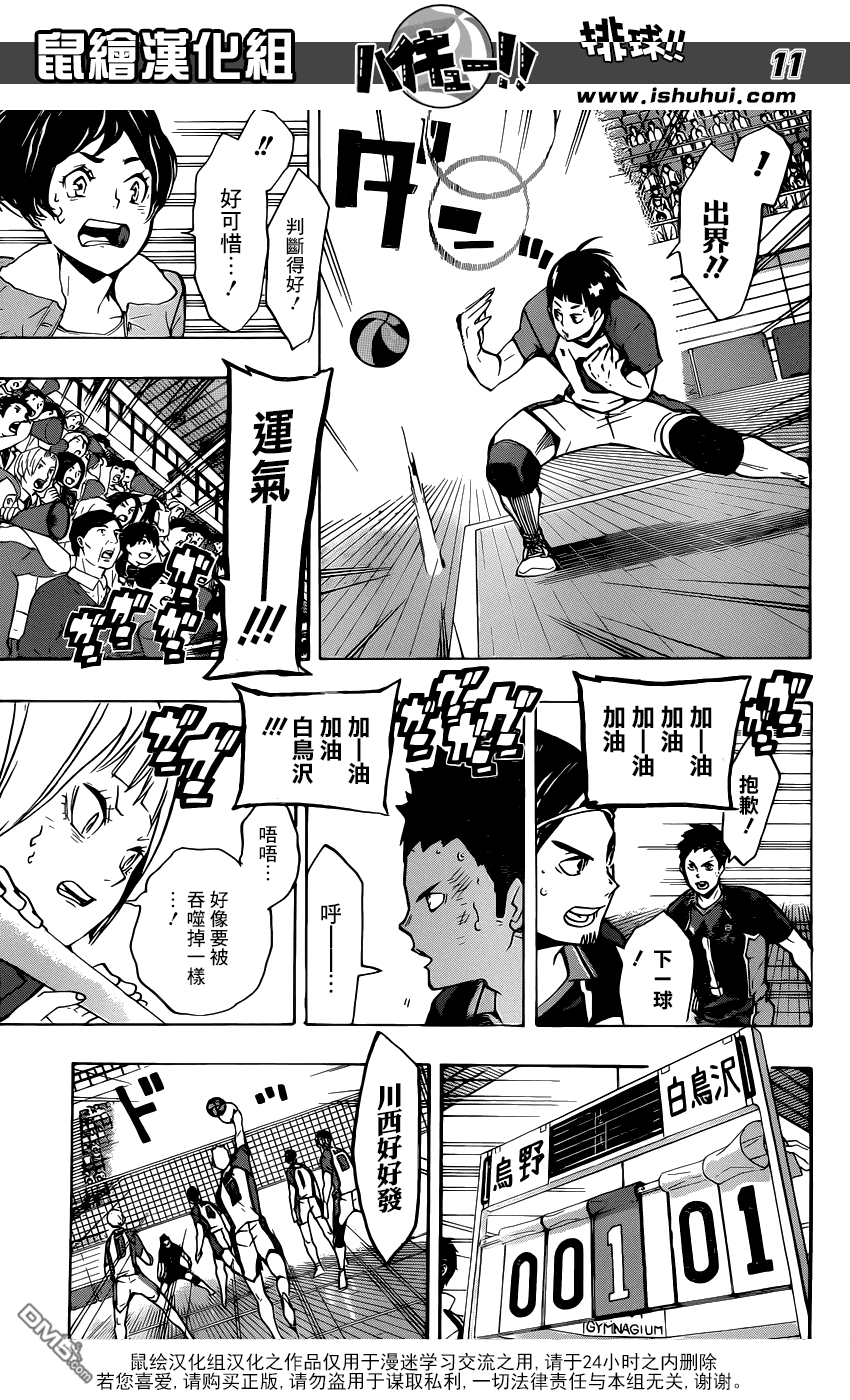 鼠繪漢化組
ハイキュー!!
排球!!
11
www.ishuhui.com
!
出界!!
ダンッ
判斷得好!
!!
好可惜…!
運氣——!!!
加—油
加油
加—油
加油
抱歉!
下一球
加—油
加油
白鳥沢
!!!
呼——…
唔唔…
好像要被
吞噬掉一樣
…!
白鳥沢
烏野
00 1 01
GYMNAGIUM
川西好好發
ド
DM5
鼠绘汉化组汉化之作品仅用于漫迷学习交流之用, 请于24小时之内删除
若您喜爱, 请购买正版, 请勿盗用于谋取私利, 一切法律责任与本组无关, 谢谢。